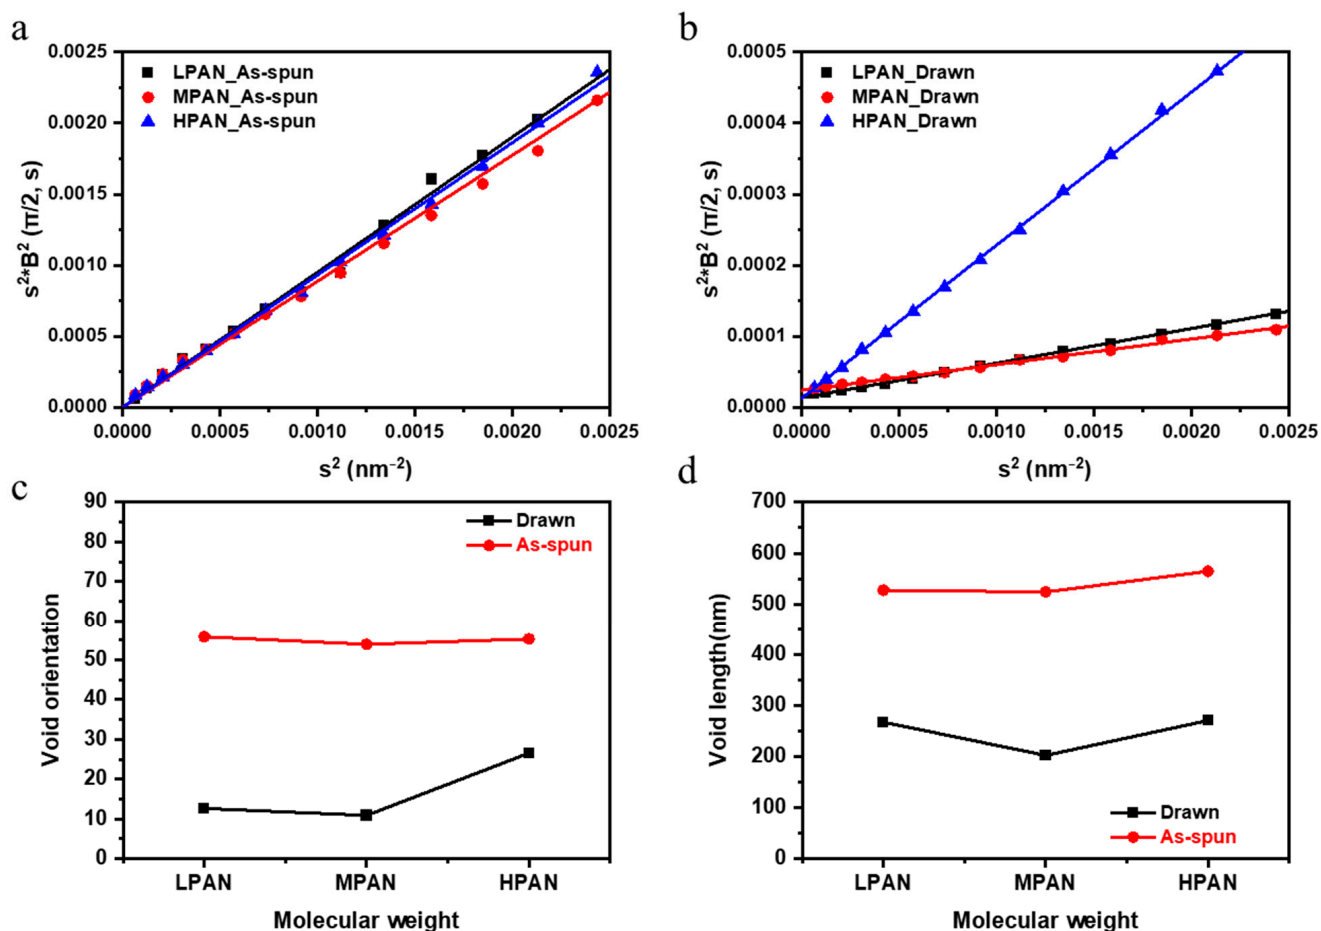 a
0.0025
0.0020
0.0015
0.0010
0.0005
0.0000
s²*B² (π/2, s)
LPAN_As-spun
MPAN_As-spun
HPAN_As-spun
0.0000 0.0005 0.0010 0.0015 0.0020 0.0025
s² (nm⁻²)
b
0.0005
0.0004
0.0003
0.0002
0.0001
0.0000
s²*B² (π/2, s)
LPAN_Drawn
MPAN_Drawn
HPAN_Drawn
0.0000 0.0005 0.0010 0.0015 0.0020 0.0025
s² (nm⁻²)
c
90
80
70
60
50
40
30
20
10
0
Void orientation
Drawn
As-spun
LPAN MPAN HPAN
Molecular weight
d
700
600
500
400
300
200
100
0
Void length(nm)
Drawn
As-spun
LPAN MPAN HPAN
Molecular weight